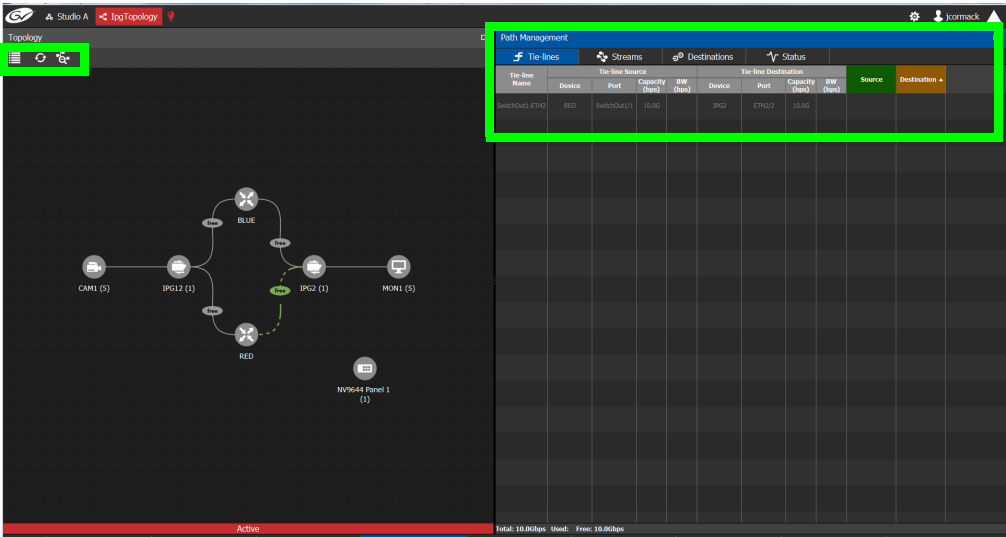 GV Studio A IpgTopology jcormack
Topology
Path Management
Tie-lines Streams Destinations Status
Tie-line Name Tie-line Source Tie-line Destination Source Destination
Device Port Capacity (bps) BW (bps) Device Port Capacity (bps) BW (bps)
SwitchOut1-ETH2 RED SwitchOut1/1 10.0G IPG2 ETH2/2 10.0G
BLUE
free
free
CAM1 (5) IPG12 (1) IPG2 (1) MON1 (5)
free
free
RED
NV9644 Panel 1
(1)
Active
Total: 10.0Gbps Used: Free: 10.0Gbps